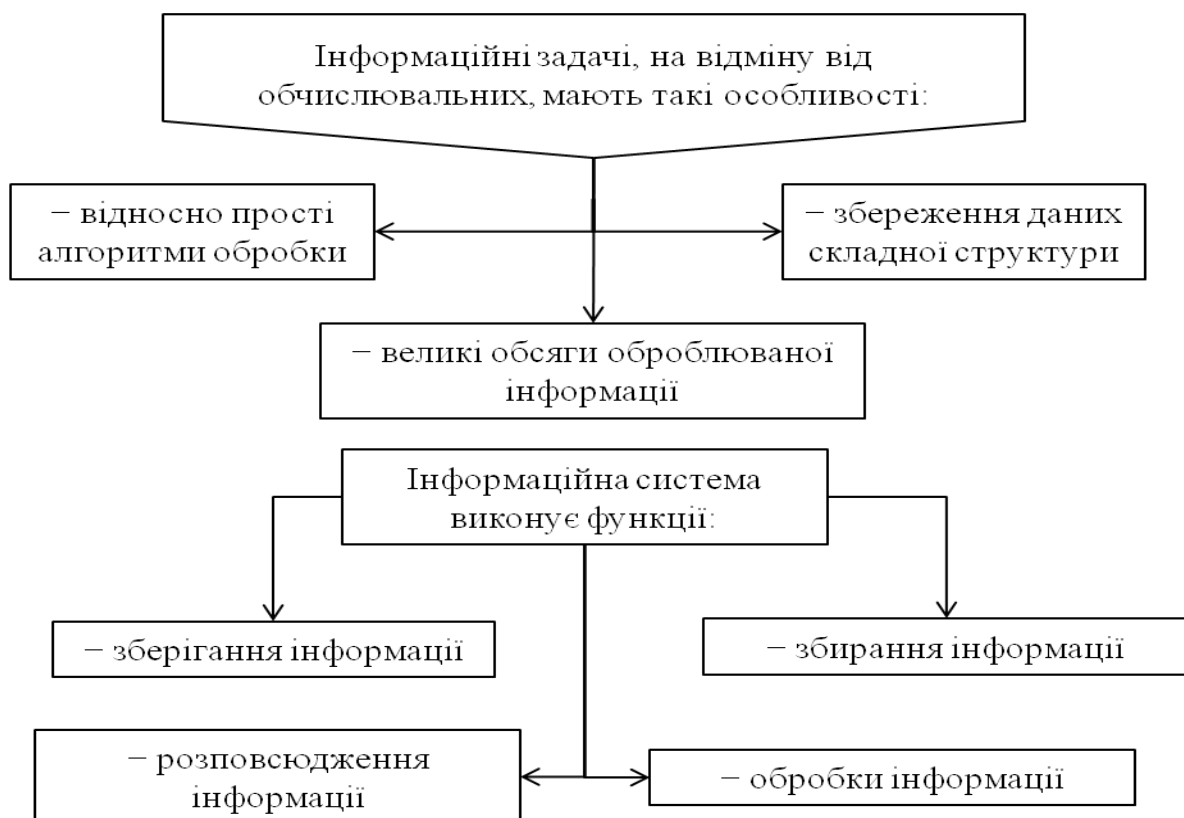 Інформаційні задачі, на відміну від
обчислювальних, мають такі особливості:
– відносно прості
алгоритми обробки
– збереження даних
складної структури
– великі обсяги оброблюваної
інформації
Інформаційна система
виконує функції:
– зберігання інформації
– збирання інформації
– розповсюдження
інформації
– обробки інформації